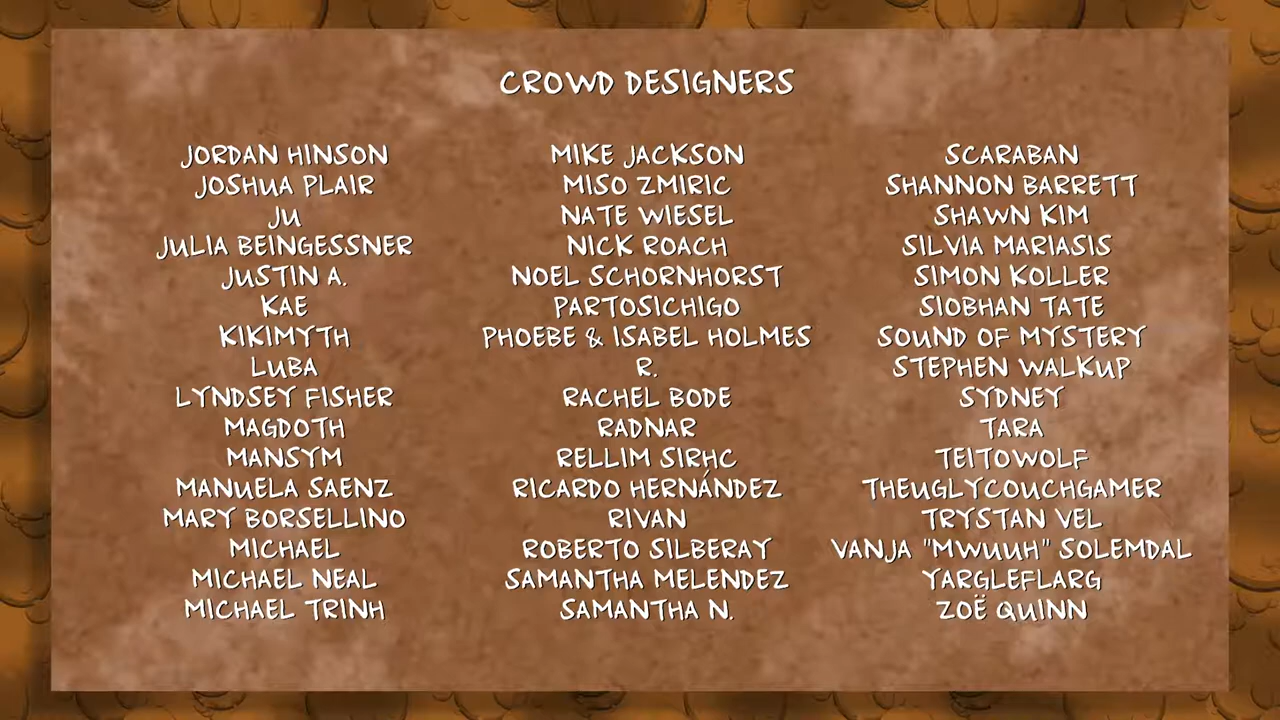 CROWD DESIGNERS
JORDAN HINSON
JOSHUA PLAIR
JU
JULIA BEINGESSNER
JUSTIN A.
KAE
KIKIMYTH
LUBA
LYNDSEY FISHER
MAGDOTH
MANSYM
MANUELA SAENZ
MARY BORSELLINO
MICHAEL
MICHAEL NEAL
MICHAEL TRINH
MIKE JACKSON
MISO ZMIRIC
NATE WIESEL
NICK ROACH
NOEL SCHORNHORST
PARTOSICHIGO
PHOEBE & ISABEL HOLMES
R.
RACHEL BODE
RADNAR
RELLIM SIRHC
RICARDO HERNÁNDEZ
RIVAN
ROBERTO SILBERAY
SAMANTHA MELENDEZ
SAMANTHA N.
SCARABAN
SHANNON BARRETT
SHAWN KIM
SILVIA MARIASIS
SIMON KOLLER
SIOBHAN TATE
SOUND OF MYSTERY
STEPHEN WALKUP
SYDNEY
TARA
TEITOWOLF
THEUGLYCOUCHGAMER
TRYSTAN VEL
VANJA "MWUUH" SOLEMDAL
YARGLEFLARG
ZOË QUINN